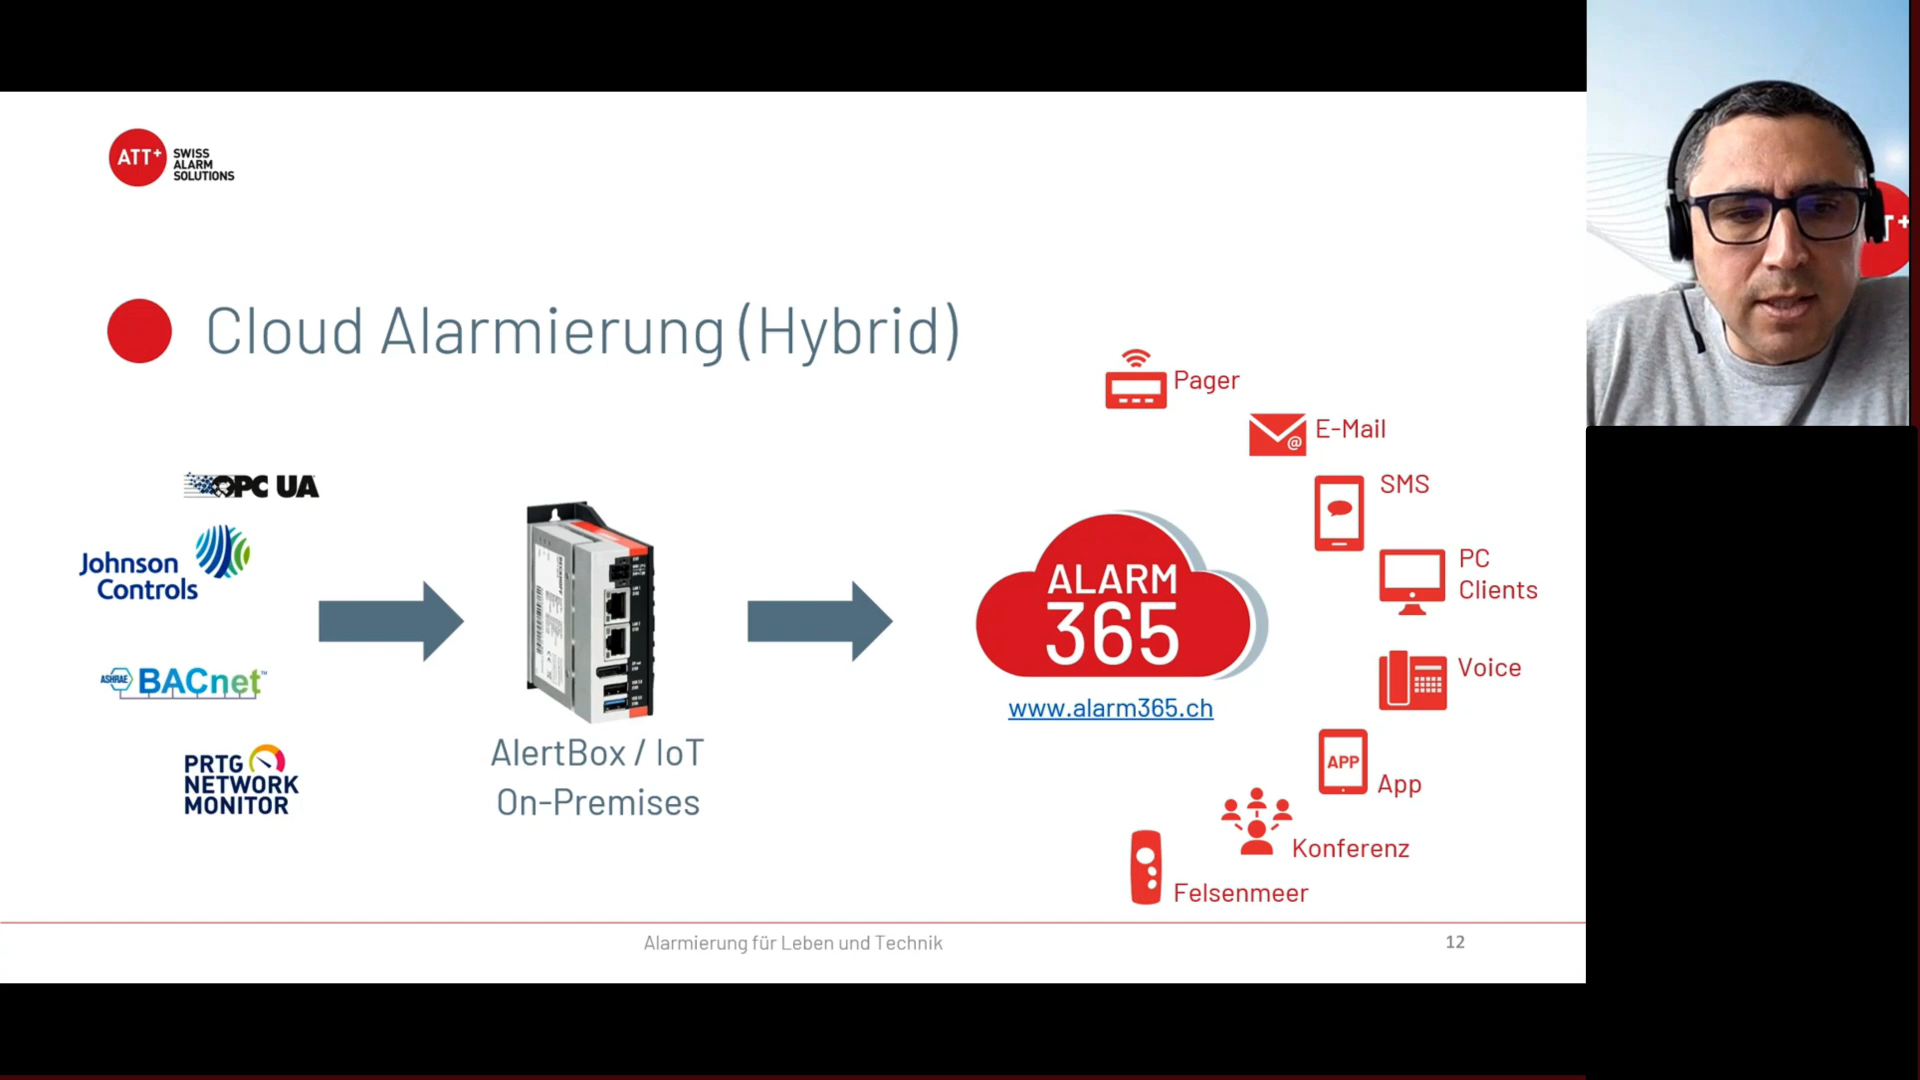 ATT+
SWISS
ALARM
SOLUTIONS
Cloud Alarmierung (Hybrid)
Pager
@
E-Mail
SMS
OPC UA
Johnson
Controls
PC
Clients
ALARM
365
Voice
ASHRAE BACnet™
www.alarm365.ch
PRTG
NETWORK
MONITOR
AlertBox / IoT
On-Premises
APP
App
Konferenz
Felsenmeer
Alarmierung für Leben und Technik
12